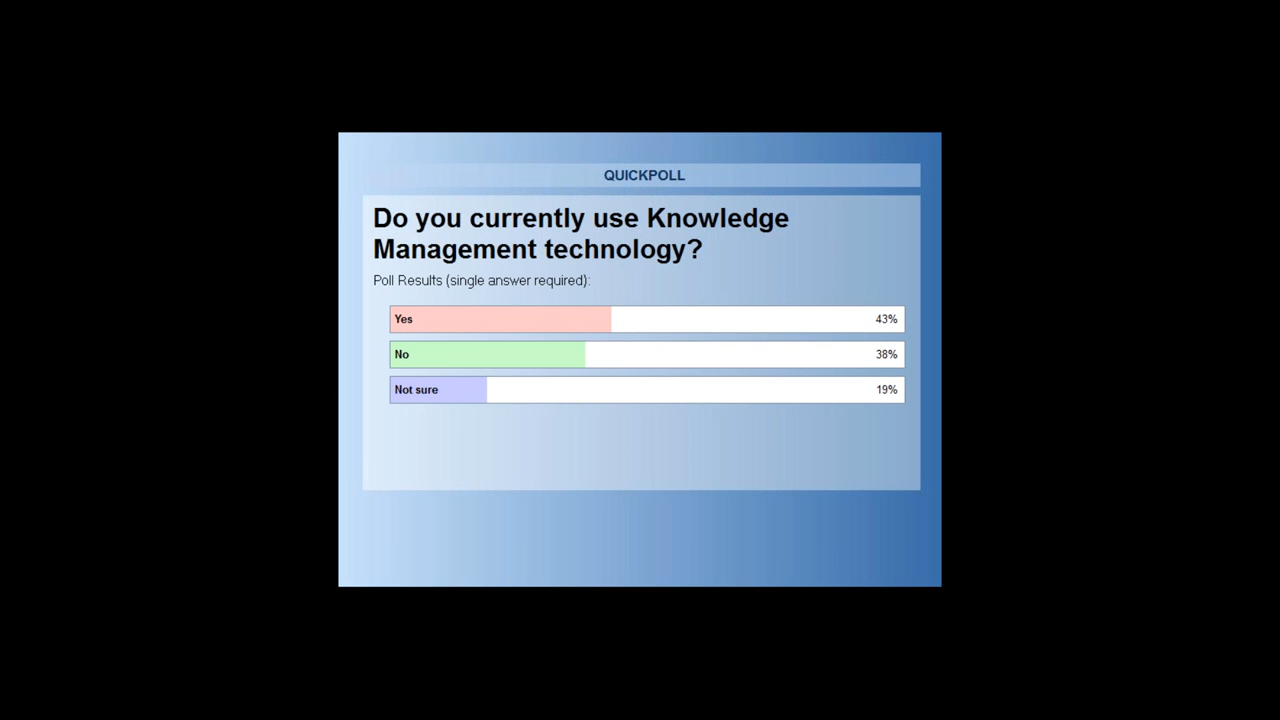 QUICKPOLL
Do you currently use Knowledge
Management technology?
Poll Results (single answer required):
Yes 43%
No 38%
Not sure 19%